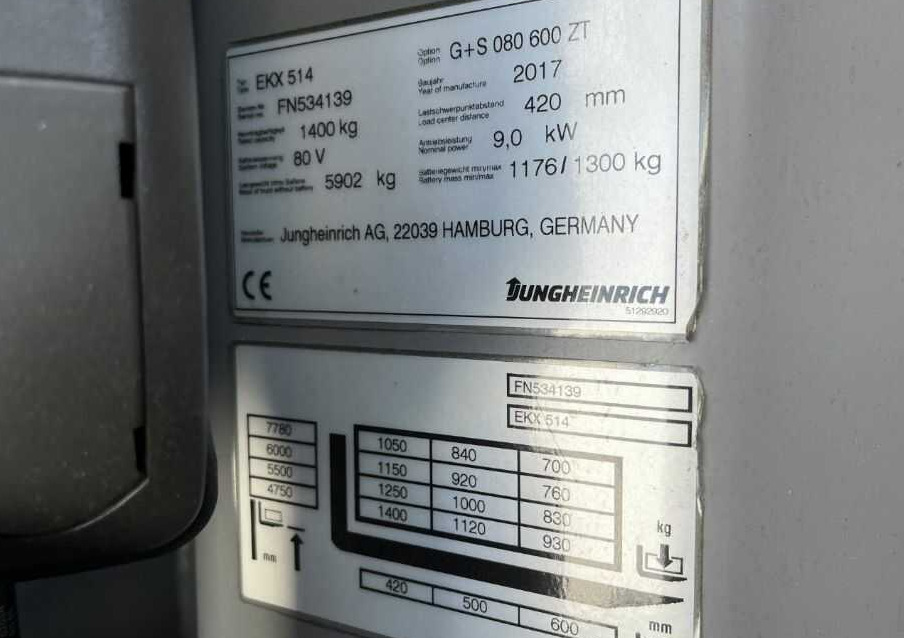 EKX 514
Option G+S 080 600 ZT
Option
FN534139
Baujahr 2017
Year of manufacture
1400 kg
Lastschwerpunktabstand 420 mm
Load center distance
80 V
Antriebsleistung 9,0 kW
Nominal power
5902 kg
Batteriegewicht min/max 1176/1300 kg
Battery mass min/max
Jungheinrich AG, 22039 HAMBURG, GERMANY
CE
JUNGHEINRICH
51292920
FN534139
EKX 514
7780 1050 840 700
6000 1150 920 760
5500 1250 1000 830
4750 1400 1120 930
kg
mm
420 500 600 mm